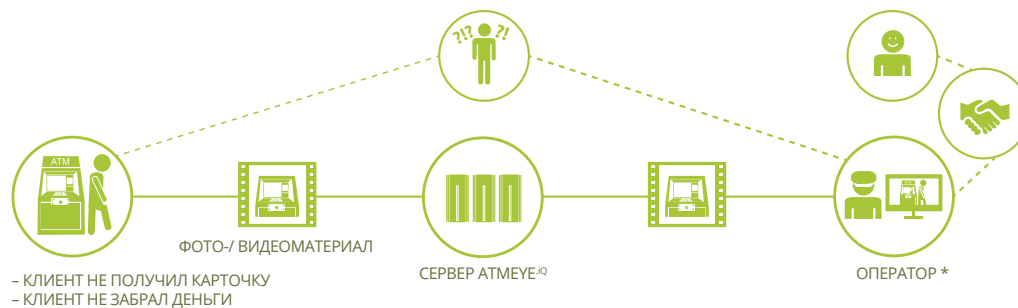 ?!? ?!
ATM
ФОТО-/ ВИДЕОМАТЕРИАЛ
СЕРВЕР ATMEYE.iQ
ОПЕРАТОР *
– КЛИЕНТ НЕ ПОЛУЧИЛ КАРТОЧКУ
– КЛИЕНТ НЕ ЗАБРАЛ ДЕНЬГИ